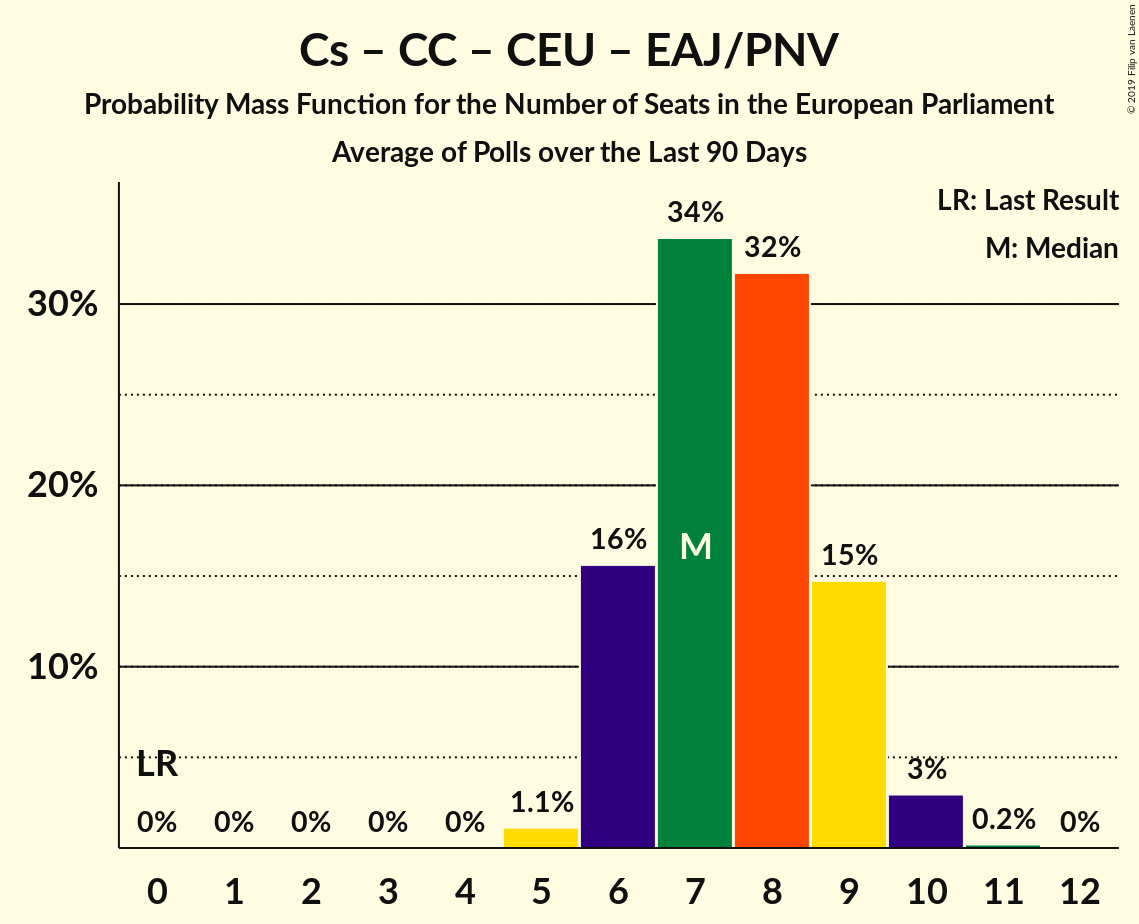 Cs – CC – CEU – EAJ/PNV
Probability Mass Function for the Number of Seats in the European Parliament
Average of Polls over the Last 90 Days
© 2019 Filip van Laenen
LR: Last Result
M: Median
34%
32%
30%
20%
16%
M
15%
10%
LR
3%
0% 0% 0% 0% 0% 1.1% 0.2% 0%
0 1 2 3 4 5 6 7 8 9 10 11 12